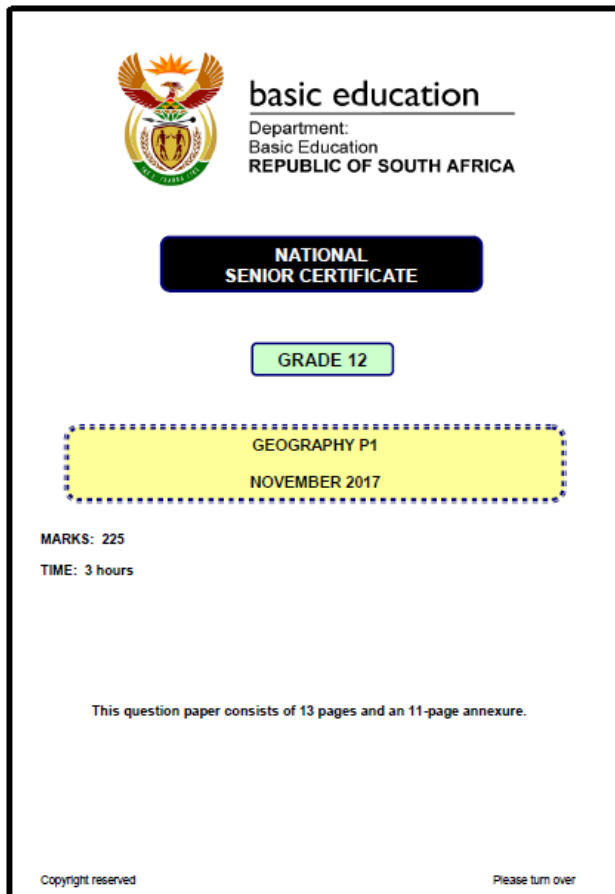 basic education
Department:
Basic Education
REPUBLIC OF SOUTH AFRICA
NATIONAL
SENIOR CERTIFICATE
GRADE 12
GEOGRAPHY P1
NOVEMBER 2017
MARKS: 225
TIME: 3 hours
This question paper consists of 13 pages and an 11-page annexure.
Copyright reserved
Please turn over